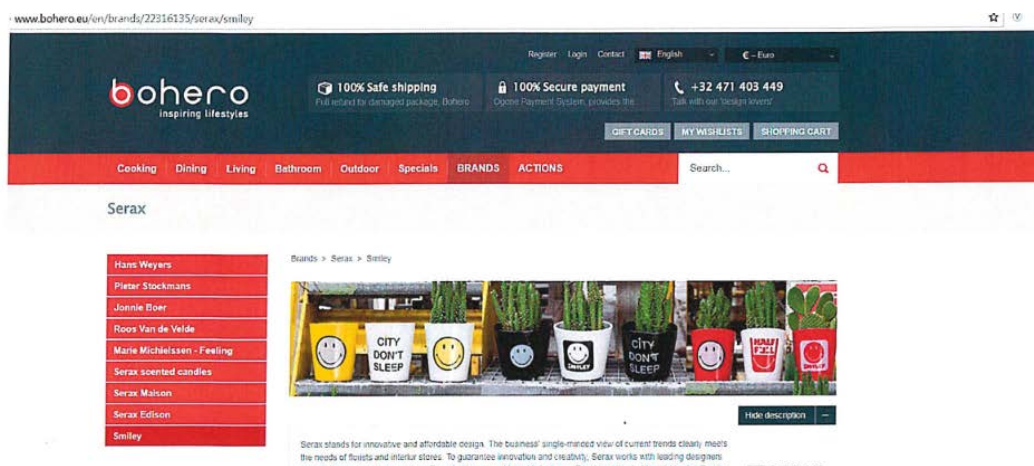 www.bohero.eu/en/brands/22316135/serax/smiley
Register Login Contact English € – Euro
bohero
inspiring lifestyles
100% Safe shipping
Full refund for damaged package, Bohero
100% Secure payment
Ogone Payment System, provides the
+32 471 403 449
Talk with our 'design lovers'
GIFT CARDS MY WISHLISTS SHOPPING CART
Cooking Dining Living Bathroom Outdoor Specials BRANDS ACTIONS Search...
Serax
Brands > Serax > Smiley
Hans Weyers
Pieter Stockmans
Jonnie Boer
Roos Van de Velde
Marie Michielssen - Feeling
Serax scented candles
Serax Maison
Serax Edison
Smiley
CITY
DON'T
SLEEP
SMILEY
CITY
DON'T
SLEEP
HALF
Hide description
Serax stands for innovative and affordable design. The business' single-minded view of current trends clearly meets
the needs of florists and interiur stores. To guarantee innovation and creativity, Serax works with leading designers